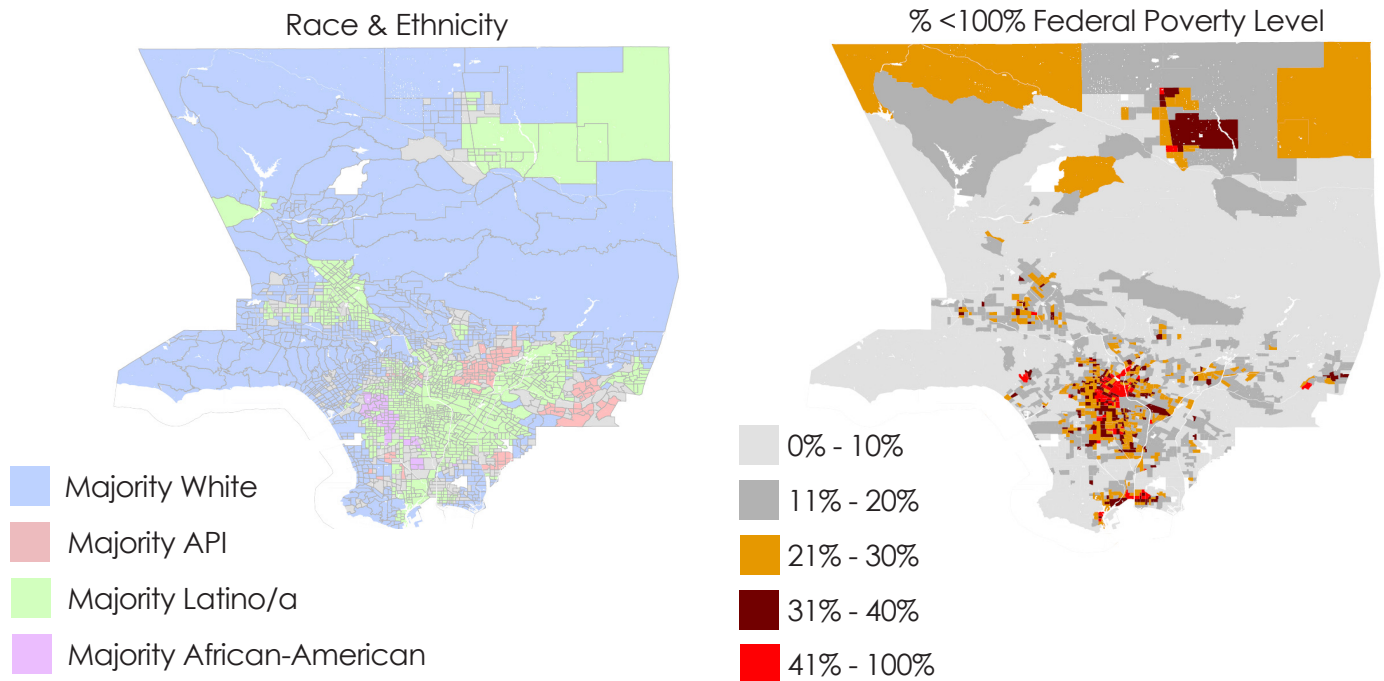 Race & Ethnicity
% <100% Federal Poverty Level
Majority White
Majority API
Majority Latino/a
Majority African-American
0% - 10%
11% - 20%
21% - 30%
31% - 40%
41% - 100%